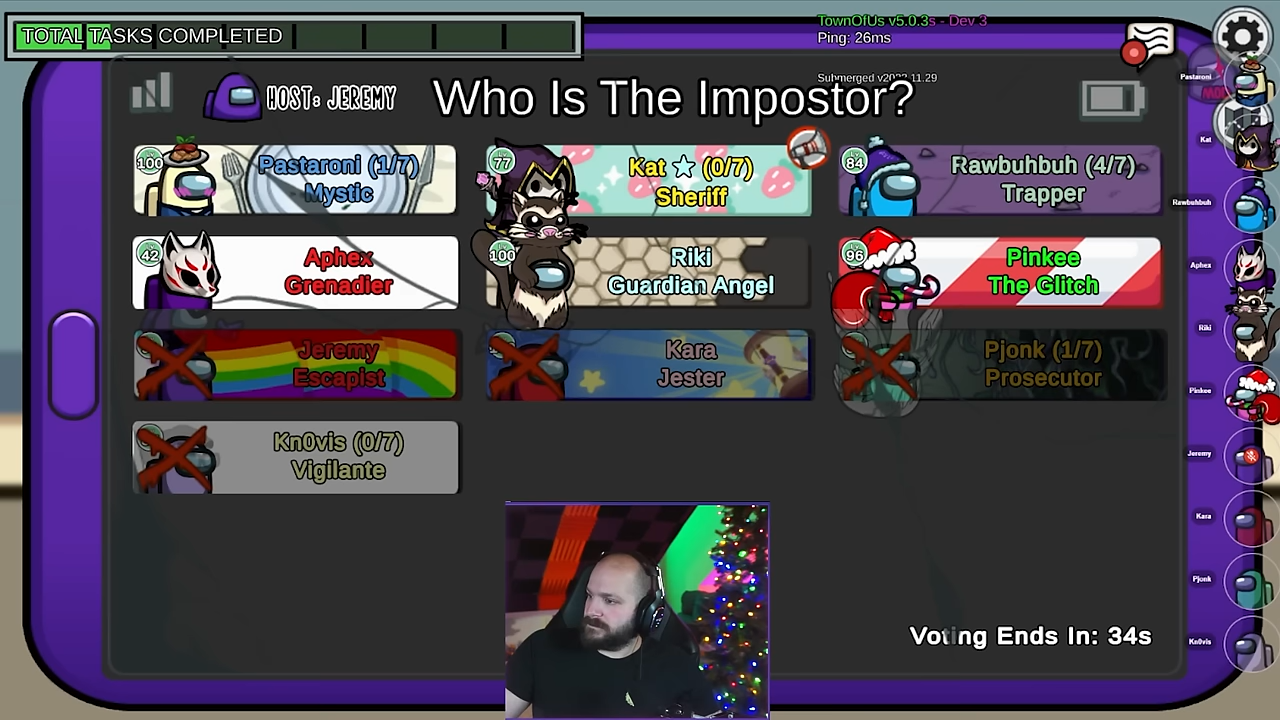 TOTAL TASKS COMPLETED
TownOfUs v5.0.3s - Dev 3
Ping: 26ms
Submerged v2022.11.29
HOST: JEREMY
Who Is The Impostor?
100
Pastaroni (1/7)
Mystic
77
Kat ★ (0/7)
Sheriff
84
Rawbuhbuh (4/7)
Trapper
42
Aphex
Grenadier
100
Riki
Guardian Angel
96
Pinkee
The Glitch
Jeremy
Escapist
Kara
Jester
Pjonk (1/7)
Prosecutor
Kn0vis (0/7)
Vigilante
Voting Ends In: 34s
Pastaroni
Kat
Rawbuhbuh
Aphex
Riki
Pinkee
Jeremy
Kara
Pjonk
Kn0vis